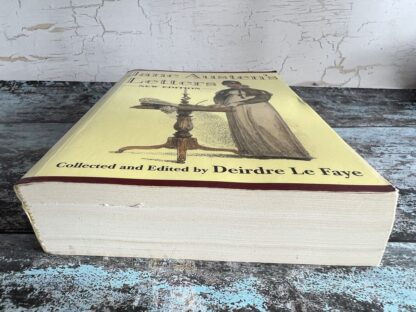 Jane Austen's
Letters
NEW EDITION
Collected and Edited by Deirdre Le Faye